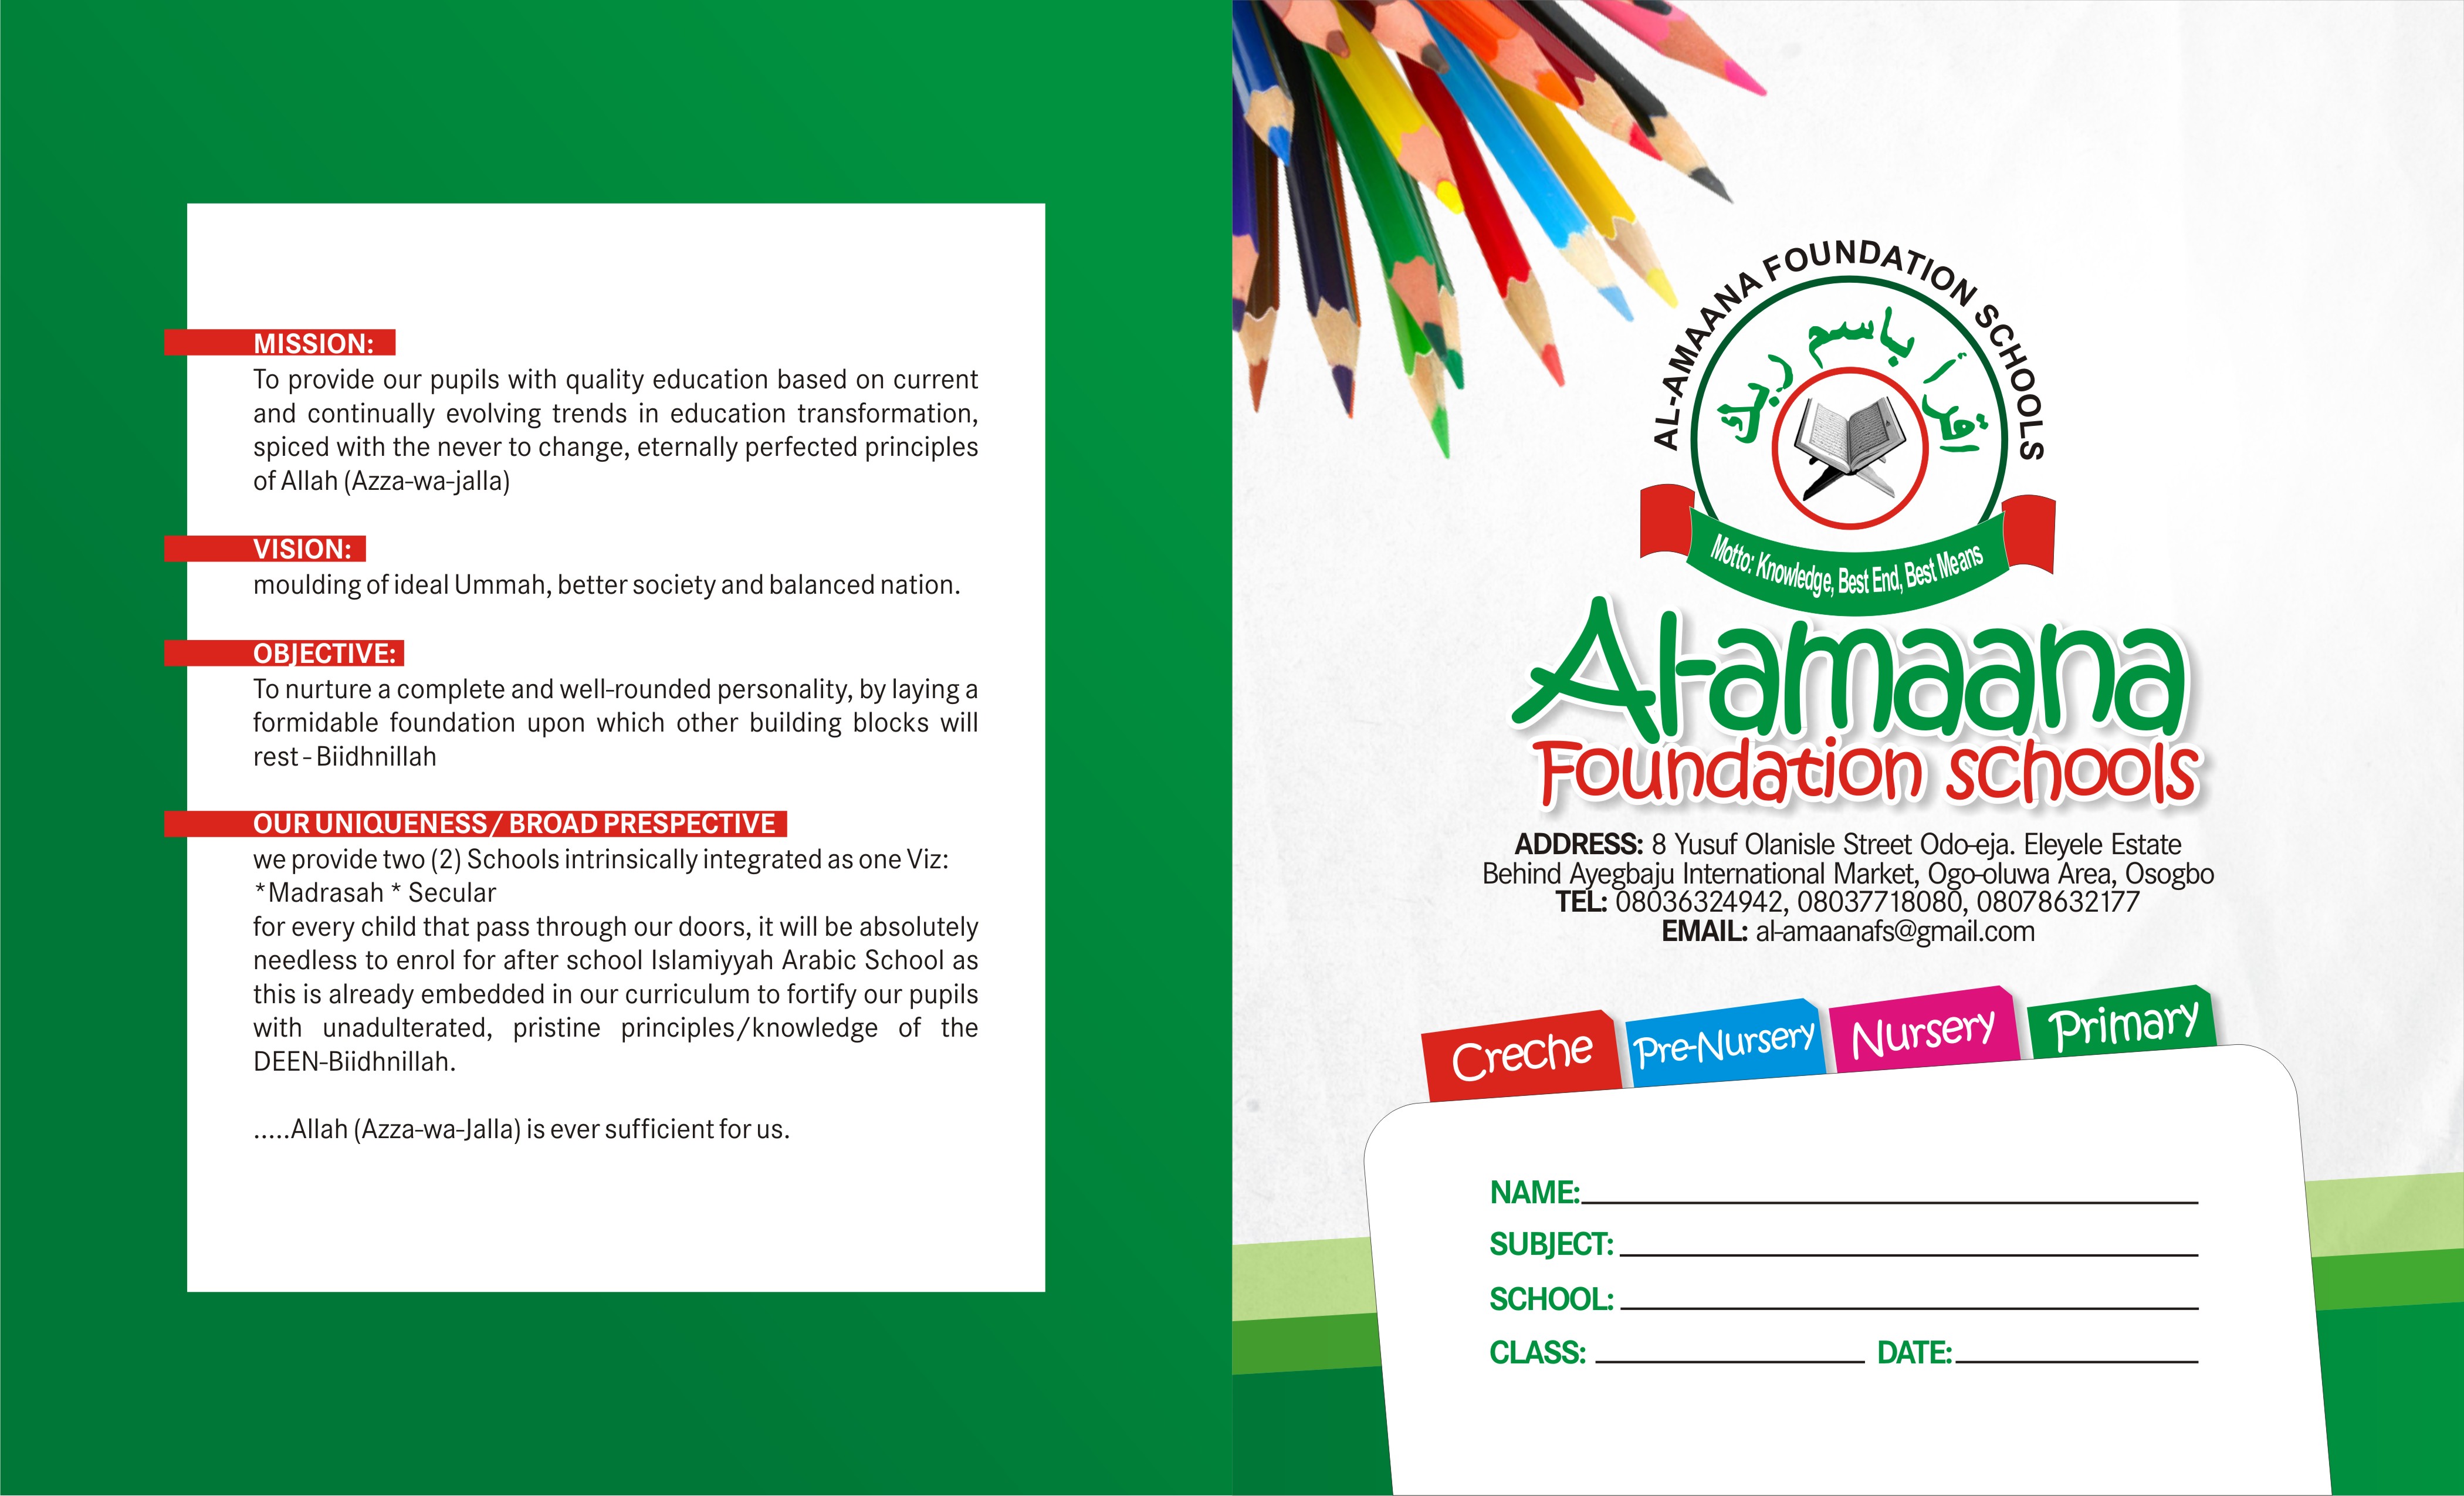 MISSION:
To provide our pupils with quality education based on current
and continually evolving trends in education transformation,
spiced with the never to change, eternally perfected principles
of Allah (Azza-wa-jalla)
VISION:
moulding of ideal Ummah, better society and balanced nation.
OBJECTIVE:
To nurture a complete and well-rounded personality, by laying a
formidable foundation upon which other building blocks will
rest - Biidhnillah
OUR UNIQUENESS/ BROAD PRESPECTIVE
we provide two (2) Schools intrinsically integrated as one Viz:
*Madrasah * Secular
for every child that pass through our doors, it will be absolutely
needless to enrol for after school Islamiyyah Arabic School as
this is already embedded in our curriculum to fortify our pupils
with unadulterated, pristine principles/knowledge of the
DEEN-Biidhnillah.
.....Allah (Azza-wa-Jalla) is ever sufficient for us.
AL-AMAANA FOUNDATION SCHOOLS
اقرأ باسم ربك
Motto: Knowledge, Best End, Best Means
Al-amaana
Foundation schools
ADDRESS: 8 Yusuf Olanisle Street Odo-eja. Eleyele Estate
Behind Ayegbaju International Market, Ogo-oluwa Area, Osogbo
TEL: 08036324942, 08037718080, 08078632177
EMAIL: al-amaanafs@gmail.com
Creche Pre-Nursery Nursery Primary
NAME:
SUBJECT:
SCHOOL:
CLASS: DATE: